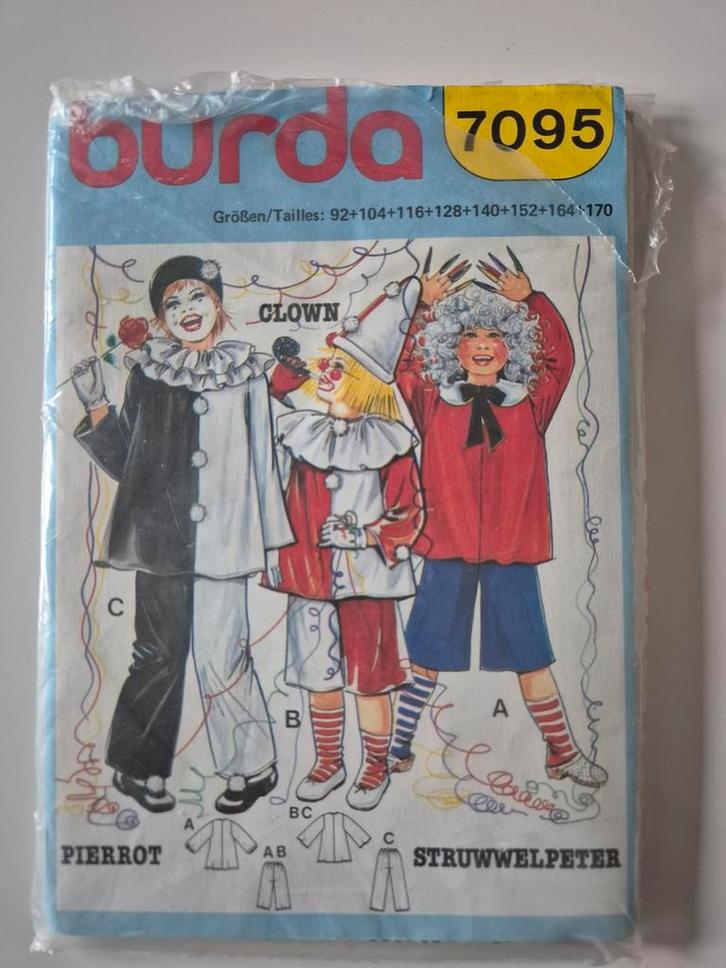 burda 7095
Größen/Tailles: 92+104+116+128+140+152+164+170
CLOWN
C
B
A
A
BC
AB
C
PIERROT
STRUWWELPETER